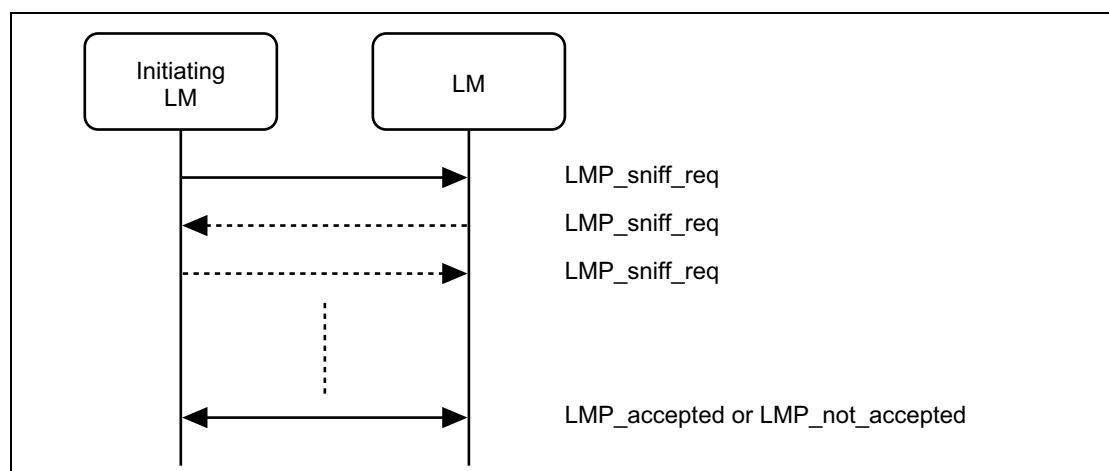 Initiating
LM
LM
LMP_sniff_req
LMP_sniff_req
LMP_sniff_req
LMP_accepted or LMP_not_accepted